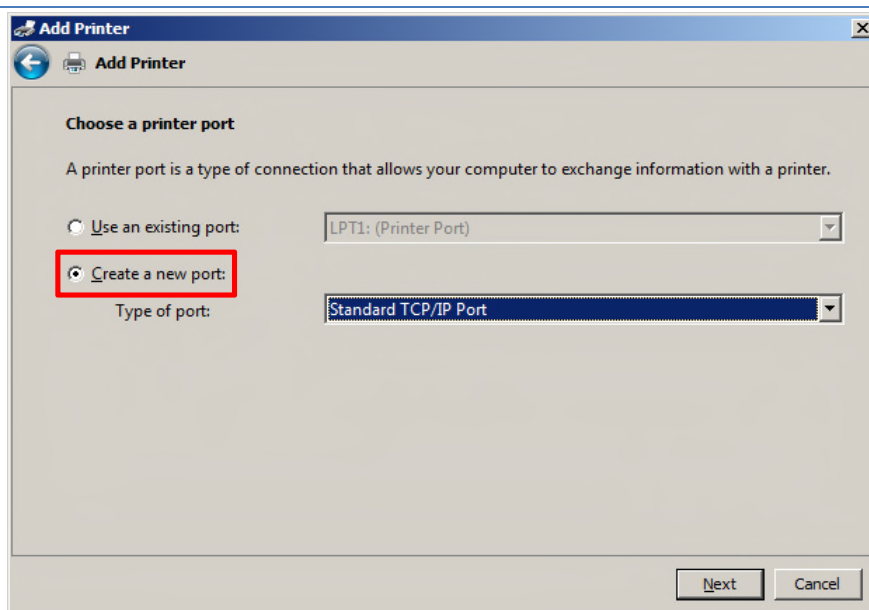 Add Printer
Add Printer
Choose a printer port
A printer port is a type of connection that allows your computer to exchange information with a printer.
Use an existing port: LPT1: (Printer Port)
Create a new port:
Type of port: Standard TCP/IP Port
Next Cancel